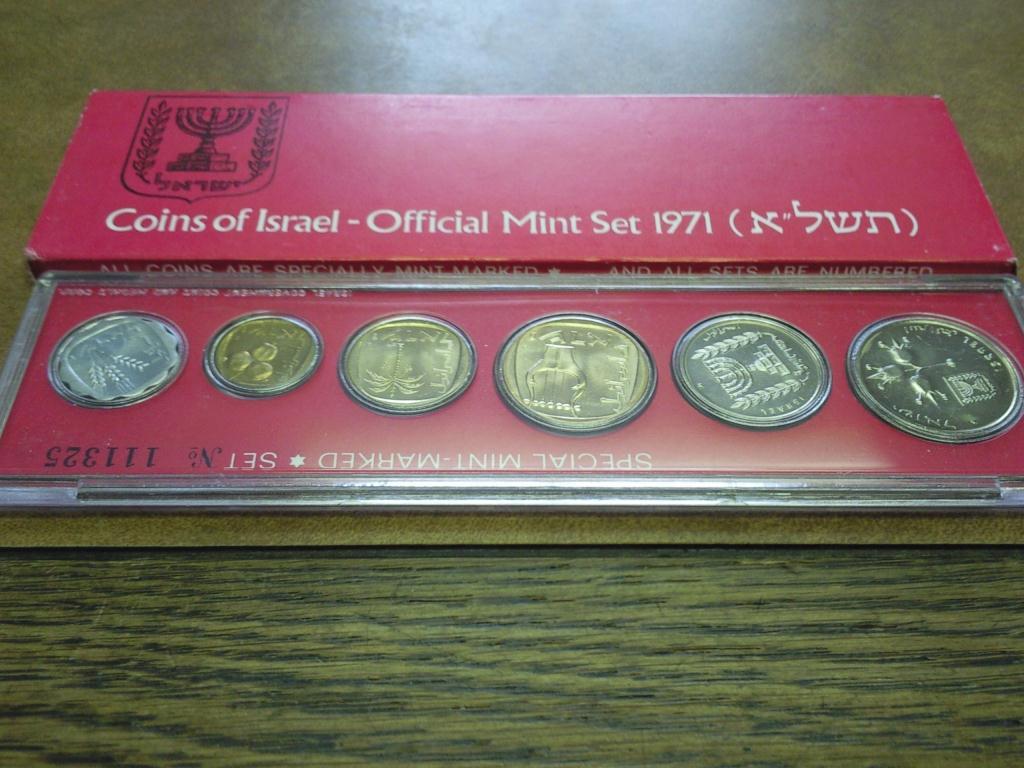 ישראל
Coins of Israel - Official Mint Set 1971 (תשל"א)
ALL COINS ARE SPECIALLY MINT-MARKED ★ AND ALL SETS ARE NUMBERED
ISRAEL
SPECIAL MINT-MARKED ★ SET № 111325